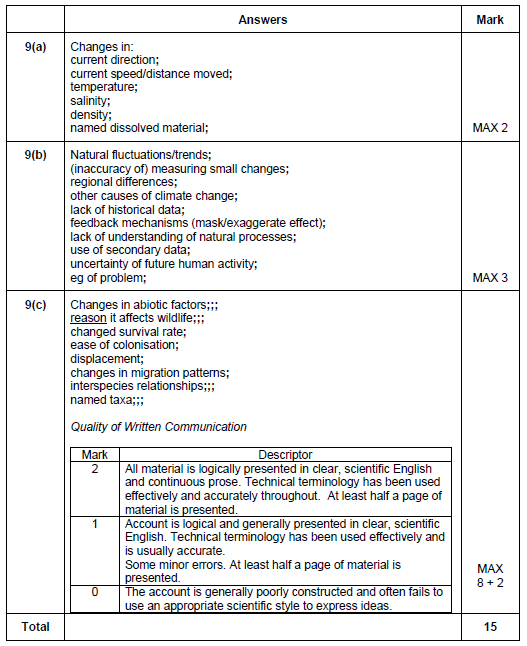 Answers Mark
9(a) Changes in:
current direction;
current speed/distance moved;
temperature;
salinity;
density;
named dissolved material; MAX 2
9(b) Natural fluctuations/trends;
(inaccuracy of) measuring small changes;
regional differences;
other causes of climate change;
lack of historical data;
feedback mechanisms (mask/exaggerate effect);
lack of understanding of natural processes;
use of secondary data;
uncertainty of future human activity;
eg of problem; MAX 3
9(c) Changes in abiotic factors;;;
reason it affects wildlife;;;
changed survival rate;
ease of colonisation;
displacement;
changes in migration patterns;
interspecies relationships;;;
named taxa;;;
Quality of Written Communication
Mark Descriptor
2 All material is logically presented in clear, scientific English
and continuous prose. Technical terminology has been used
effectively and accurately throughout. At least half a page of
material is presented.
1 Account is logical and generally presented in clear, scientific
English. Technical terminology has been used effectively and
is usually accurate.
Some minor errors. At least half a page of material is
presented.
0 The account is generally poorly constructed and often fails to
use an appropriate scientific style to express ideas.
MAX
8 + 2
Total 15